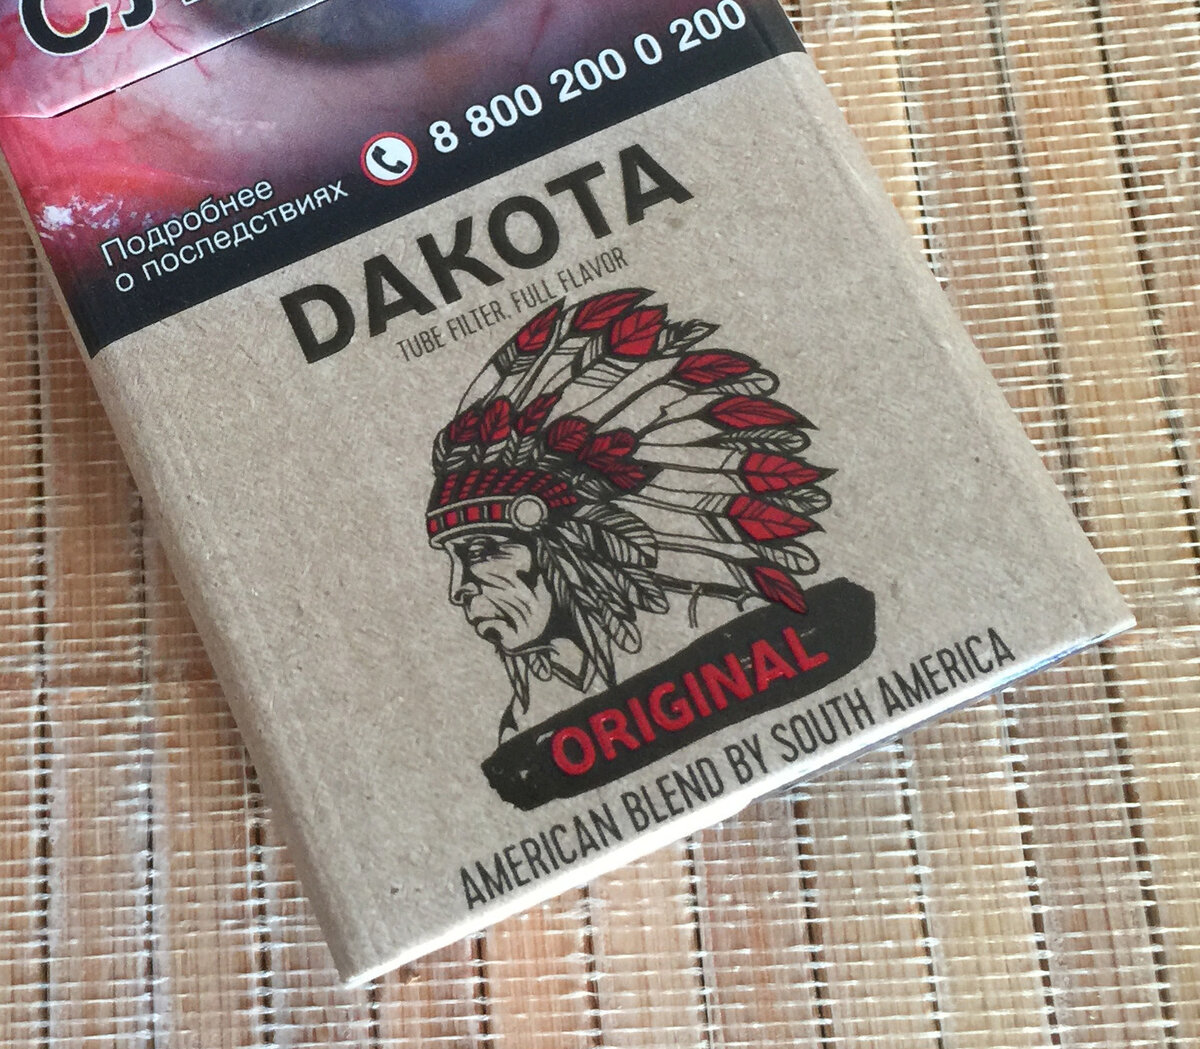 8 800 200 0 200
Подробнее
о последствиях
DAKOTA
TUBE FILTER. FULL FLAVOR
ORIGINAL
AMERICAN BLEND BY SOUTH AMERICA